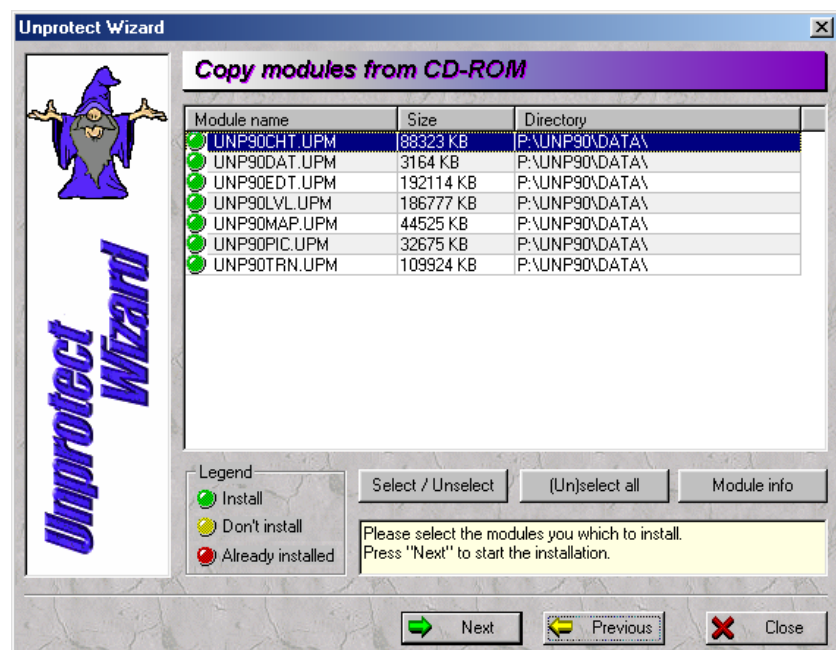 Unprotect Wizard
Copy modules from CD-ROM
Module name Size Directory
UNP90CHT.UPM 88323 KB P:\UNP90\DATA\
UNP90DAT.UPM 3164 KB P:\UNP90\DATA\
UNP90EDT.UPM 192114 KB P:\UNP90\DATA\
UNP90LVL.UPM 186777 KB P:\UNP90\DATA\
UNP90MAP.UPM 44525 KB P:\UNP90\DATA\
UNP90PIC.UPM 32675 KB P:\UNP90\DATA\
UNP90TRN.UPM 109924 KB P:\UNP90\DATA\
Unprotect
Wizard
Legend
Install
Don't install
Already installed
Select / Unselect
(Un)select all
Module info
Please select the modules you which to install.
Press "Next" to start the installation.
Next
Previous
Close